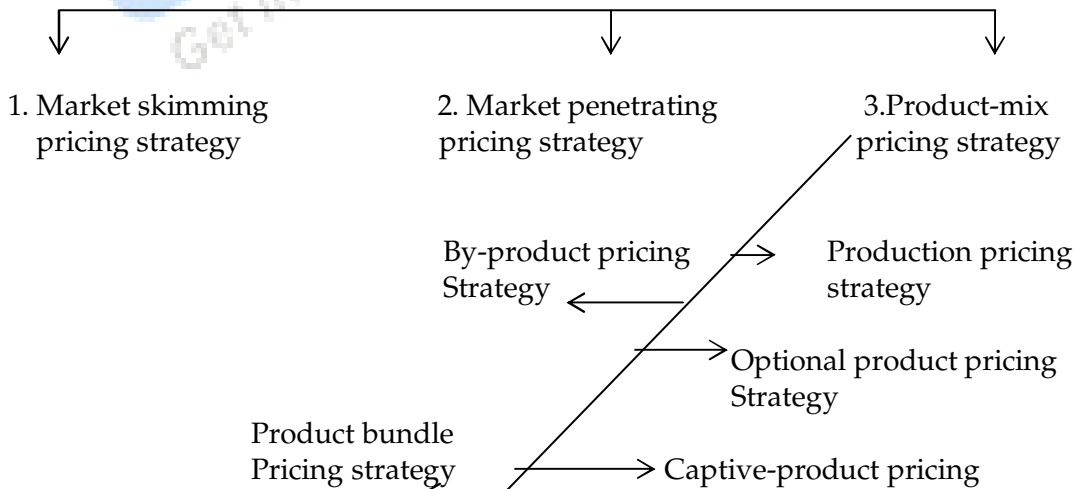 Get
1. Market skimming
pricing strategy
2. Market penetrating
pricing strategy
3.Product-mix
pricing strategy
By-product pricing
Strategy
Production pricing
strategy
Optional product pricing
Strategy
Product bundle
Pricing strategy
Captive-product pricing